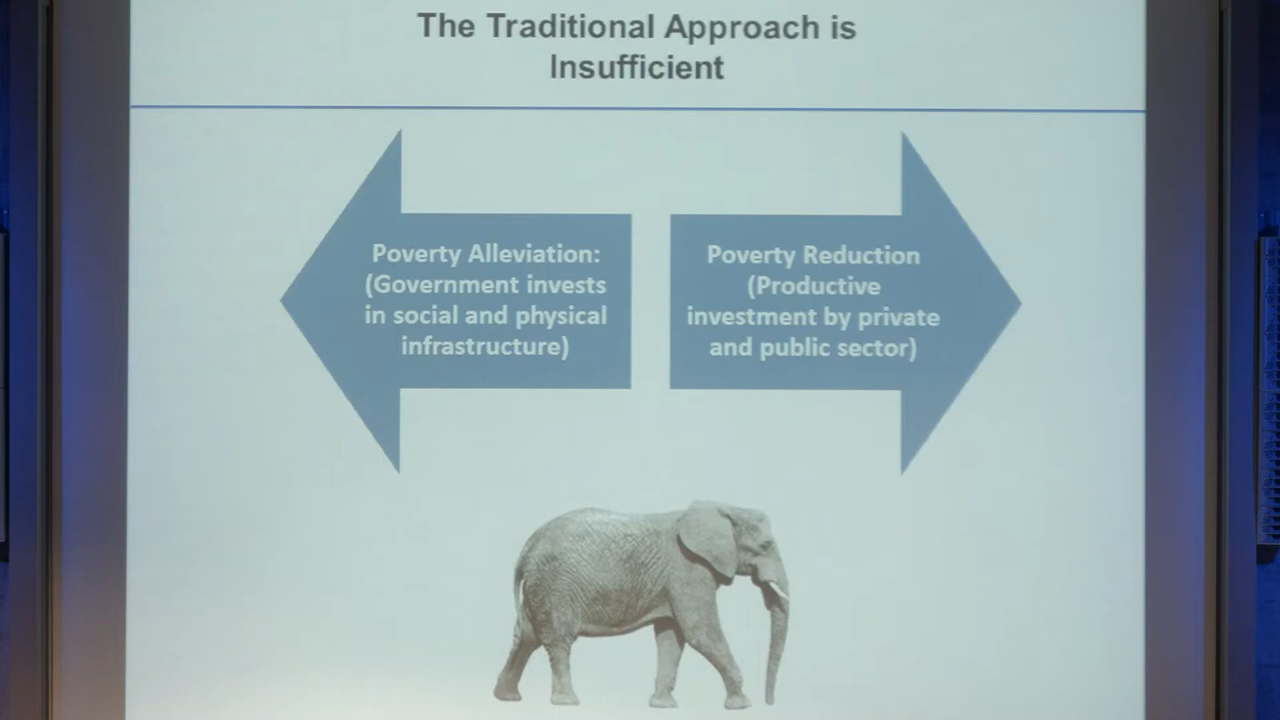 The Traditional Approach is
Insufficient
Poverty Alleviation:
(Government invests
in social and physical
infrastructure)
Poverty Reduction
(Productive
investment by private
and public sector)